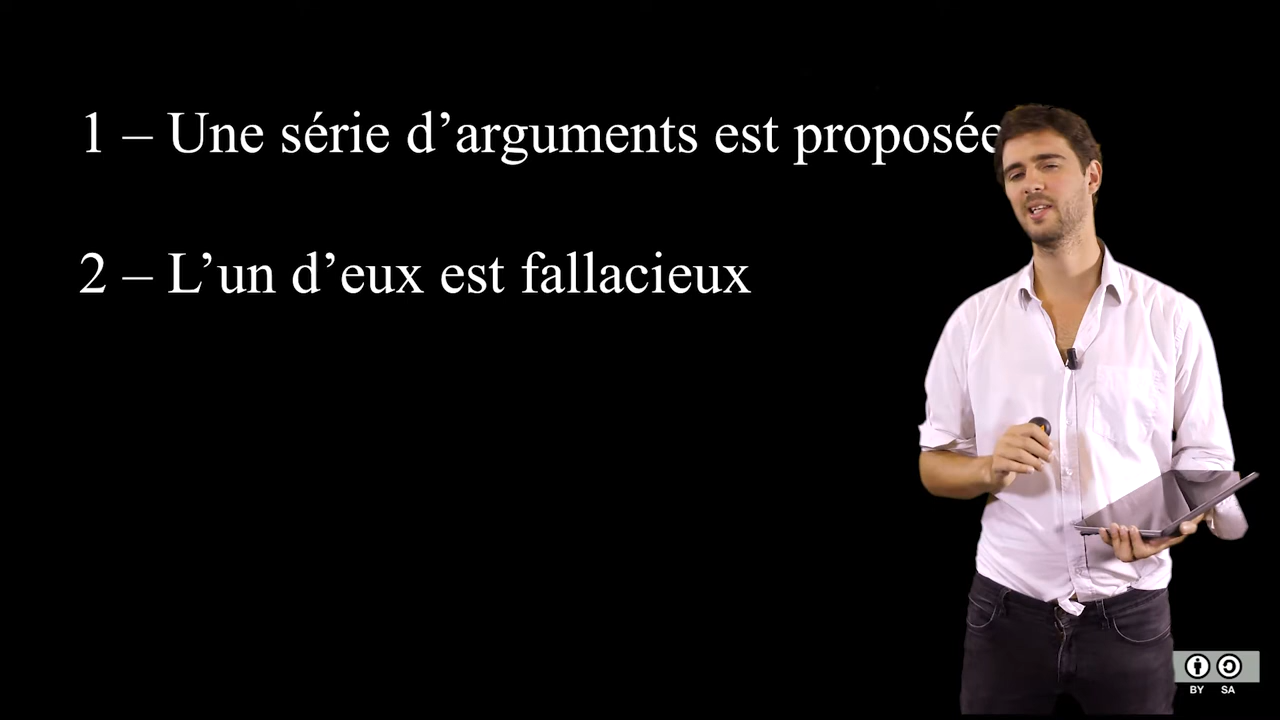 1 – Une série d’arguments est proposée
2 – L’un d’eux est fallacieux
BY SA